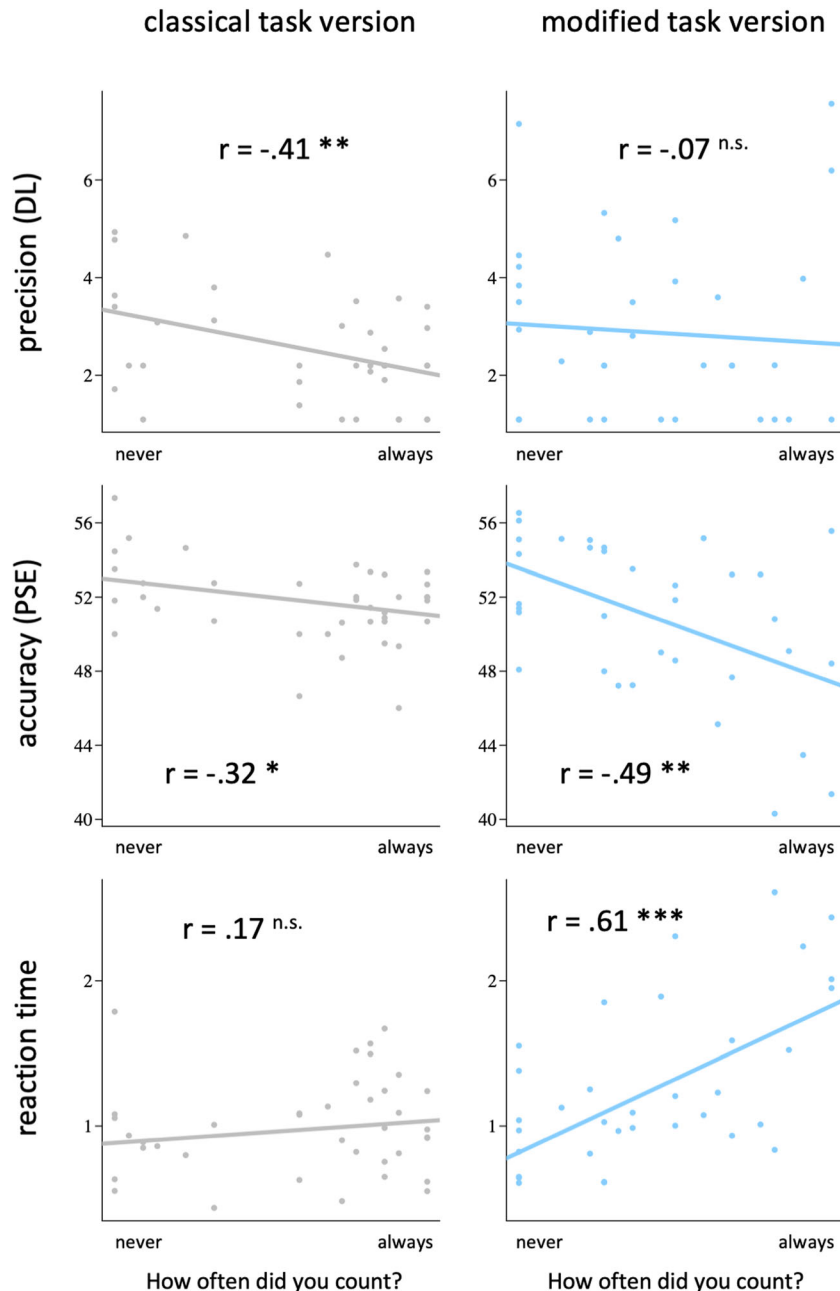 classical task version
modified task version
precision (DL)
r = -.41 **
6
4
2
never
always
r = -.07 n.s.
6
4
2
never
always
accuracy (PSE)
56
52
48
44
40
r = -.32 *
never
always
56
52
48
44
40
r = -.49 **
never
always
reaction time
r = .17 n.s.
2
1
never
always
How often did you count?
r = .61 ***
2
1
never
always
How often did you count?